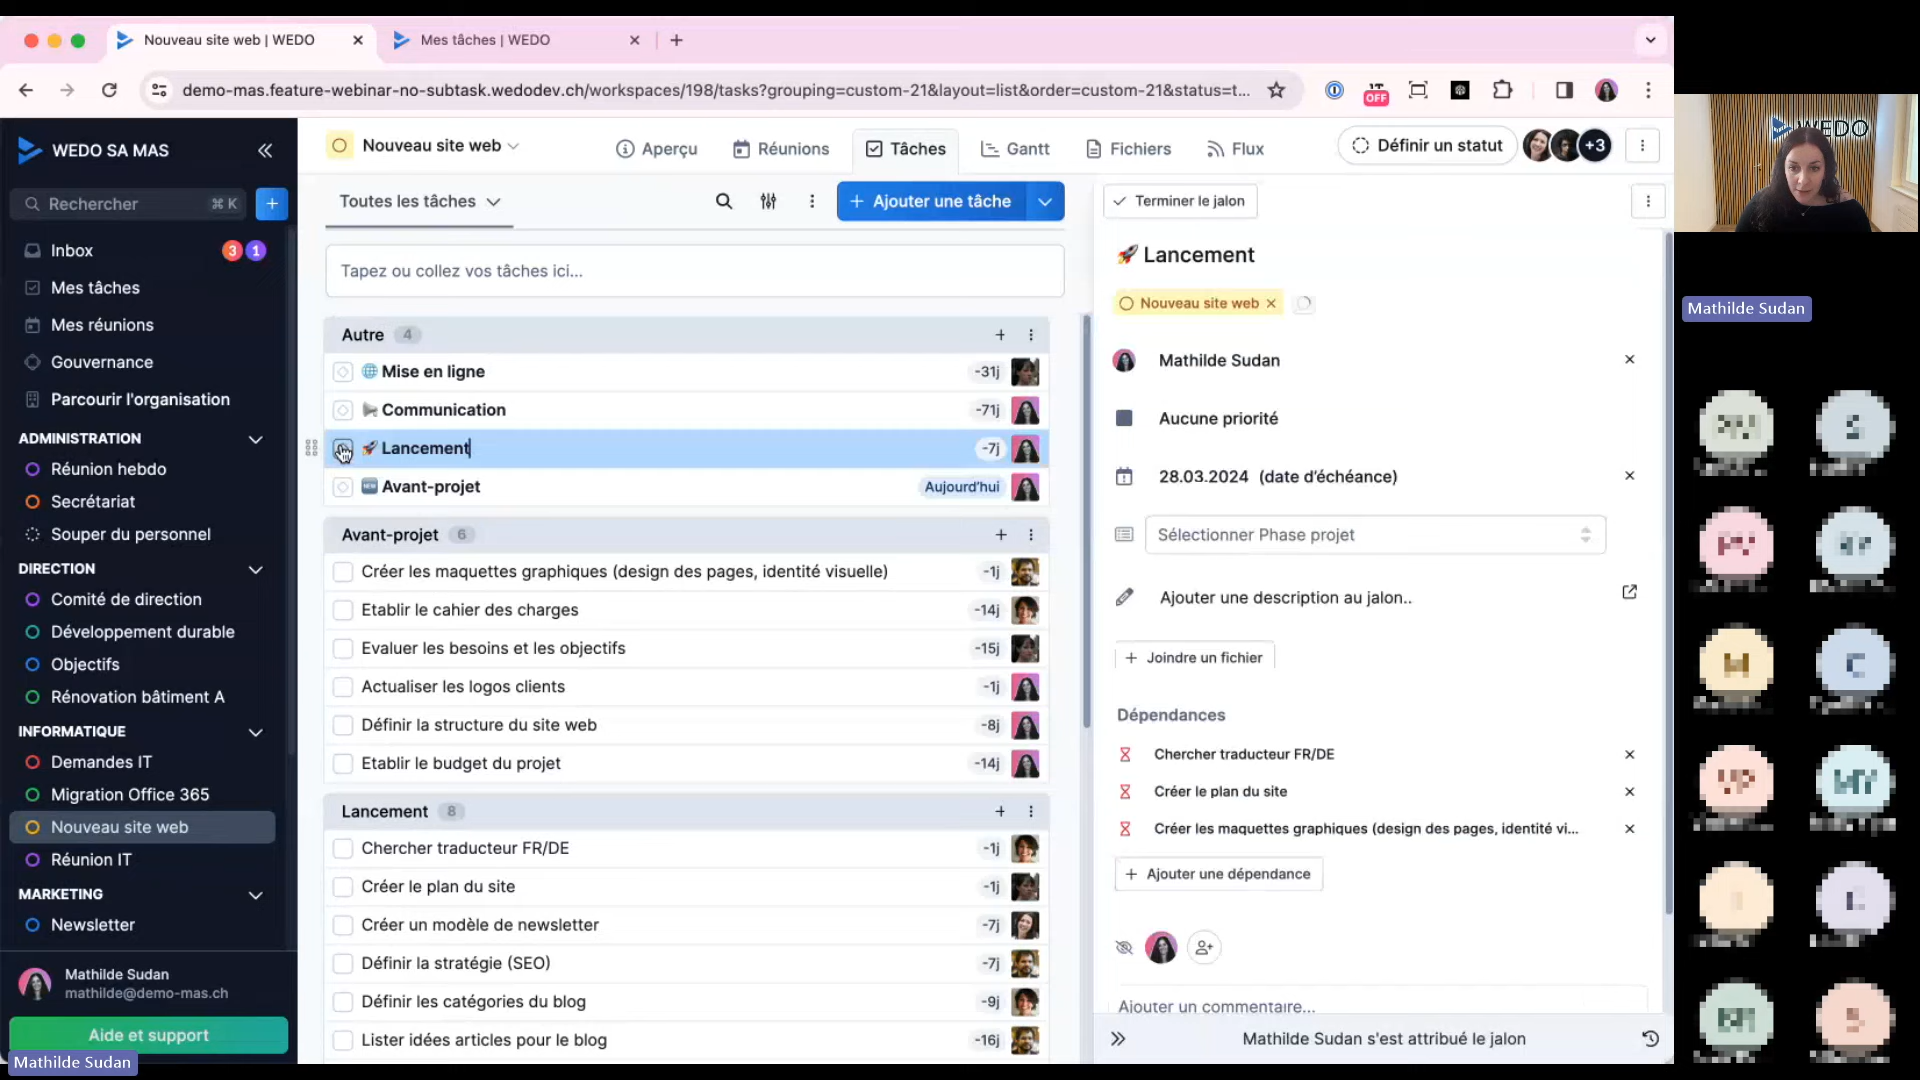 Nouveau site web | WEDO
Mes tâches | WEDO
demo-mas.feature-webinar-no-subtask.wedodev.ch/workspaces/198/tasks?grouping=custom-21&layout=list&order=custom-21&status=t...
OFF
WEDO SA MAS
Rechercher
⌘ K
Inbox
3
1
Mes tâches
Mes réunions
Gouvernance
Parcourir l'organisation
ADMINISTRATION
Réunion hebdo
Secrétariat
Souper du personnel
DIRECTION
Comité de direction
Développement durable
Objectifs
Rénovation bâtiment A
INFORMATIQUE
Demandes IT
Migration Office 365
Nouveau site web
Réunion IT
MARKETING
Newsletter
Mathilde Sudan
mathilde@demo-mas.ch
Aide et support
Mathilde Sudan
Nouveau site web
Aperçu
Réunions
Tâches
Gantt
Fichiers
Flux
Définir un statut
+3
Toutes les tâches
Ajouter une tâche
Tapez ou collez vos tâches ici...
Autre 4
🌐 Mise en ligne -31j
📣 Communication -71j
🚀 Lancement -7j
🆕 Avant-projet Aujourd'hui
Avant-projet 6
Créer les maquettes graphiques (design des pages, identité visuelle) -1j
Etablir le cahier des charges -14j
Evaluer les besoins et les objectifs -15j
Actualiser les logos clients -1j
Définir la structure du site web -8j
Etablir le budget du projet -14j
Lancement 8
Chercher traducteur FR/DE -1j
Créer le plan du site -1j
Créer un modèle de newsletter -7j
Définir la stratégie (SEO) -7j
Définir les catégories du blog -9j
Lister idées articles pour le blog -16j
Terminer le jalon
🚀 Lancement
Nouveau site web
Mathilde Sudan
Aucune priorité
28.03.2024 (date d'échéance)
Sélectionner Phase projet
Ajouter une description au jalon..
Joindre un fichier
Dépendances
Chercher traducteur FR/DE
Créer le plan du site
Créer les maquettes graphiques (design des pages, identité vi...
Ajouter une dépendance
Ajouter un commentaire...
Mathilde Sudan s'est attribué le jalon
WEDO
Mathilde Sudan